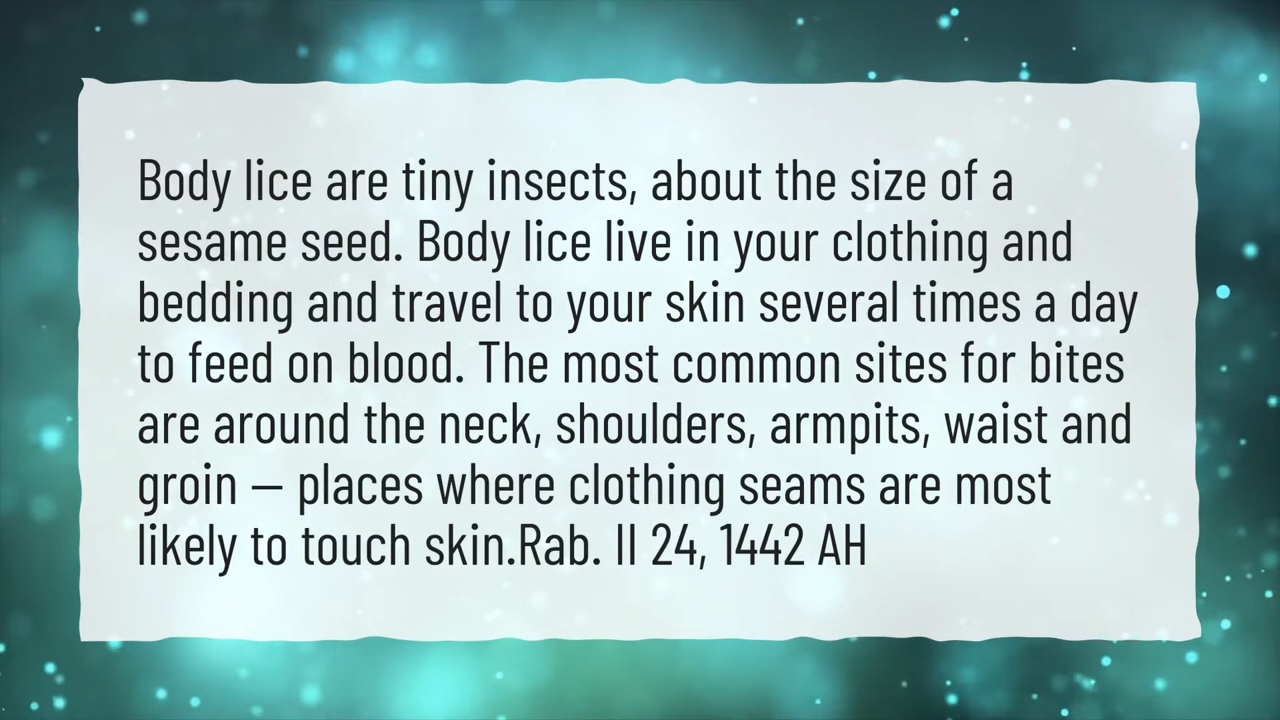 Body lice are tiny insects, about the size of a
sesame seed. Body lice live in your clothing and
bedding and travel to your skin several times a day
to feed on blood. The most common sites for bites
are around the neck, shoulders, armpits, waist and
groin — places where clothing seams are most
likely to touch skin.Rab. II 24, 1442 AH